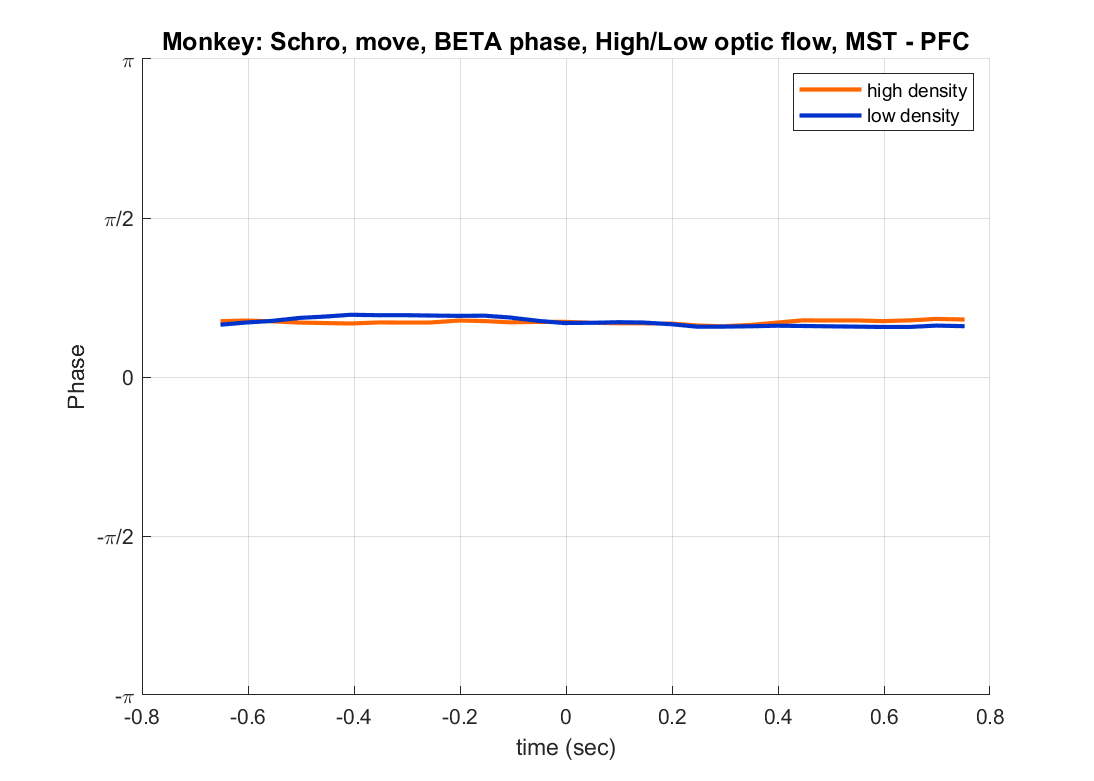 Monkey: Schro, move, BETA phase, High/Low optic flow, MST - PFC
high density
low density
π
π/2
0
-π/2
-π
Phase
-0.8 -0.6 -0.4 -0.2 0 0.2 0.4 0.6 0.8
time (sec)